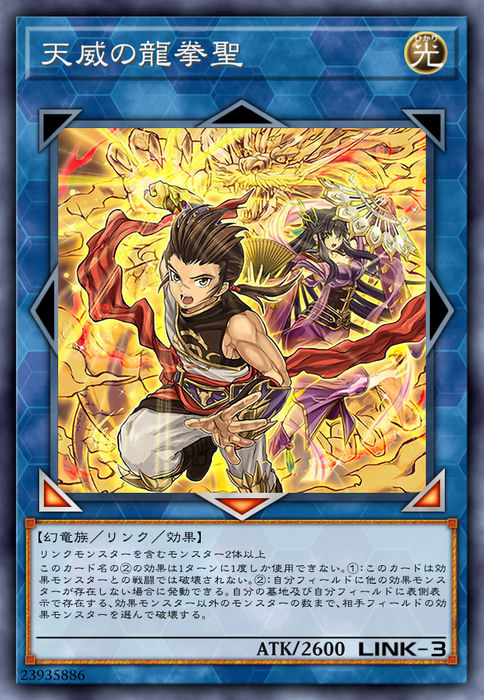 天威の龍拳聖
ひかり
光
【幻竜族／リンク／効果】
リンクモンスターを含むモンスター2体以上
このカード名の②の効果は1ターンに1度しか使用できない。①：このカードは効
果モンスターとの戦闘では破壊されない。②：自分フィールドに他の効果モンス
ターが存在しない場合に発動できる。自分の墓地及び自分フィールドに表側表
示で存在する、効果モンスター以外のモンスターの数まで、相手フィールドの効
果モンスターを選んで破壊する。
ATK/2600 LINK-3
23935886